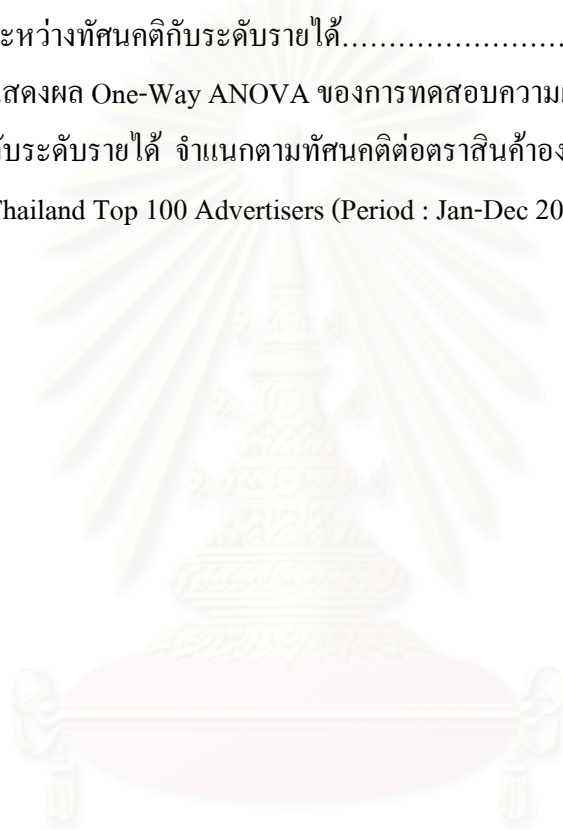 ะหว่างทัศนคติกับระดับรายได้……………………….
สดงผล One-Way ANOVA ของการทดสอบความแ
ับระดับรายได้ จำแนกตามทัศนคติต่อตราสินค้าอง
Thailand Top 100 Advertisers (Period : Jan-Dec 20